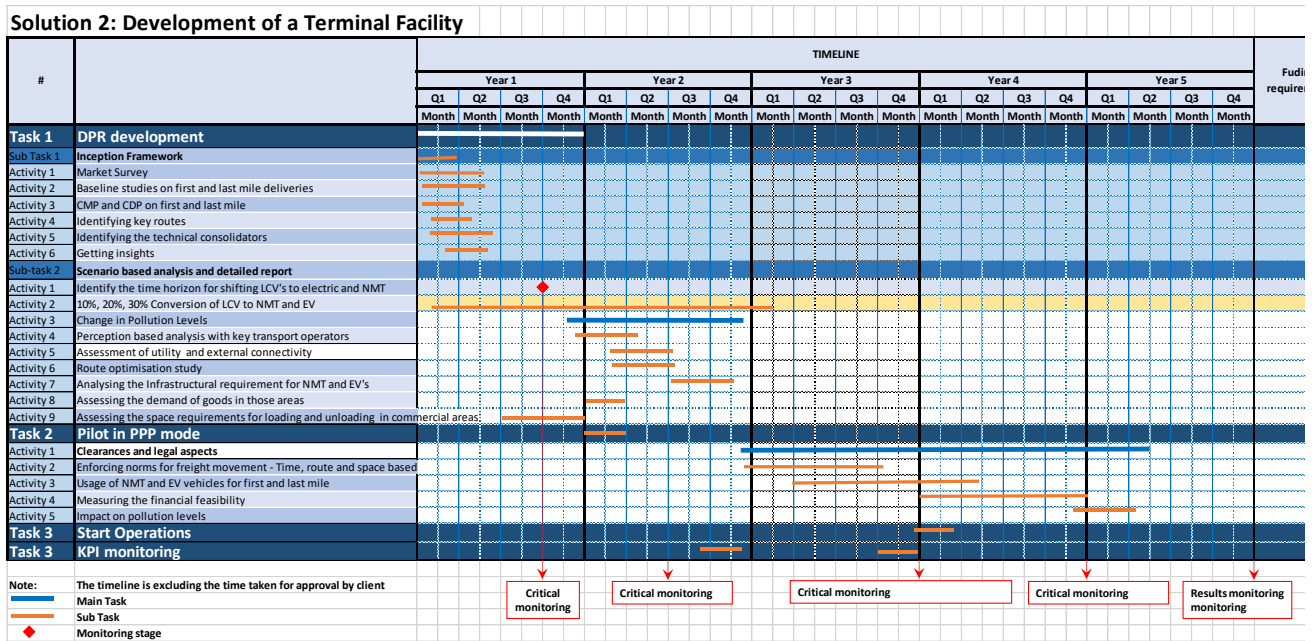 Solution 2: Development of a Terminal Facility
# TIMELINE Fudin
requirem
Year 1 Year 2 Year 3 Year 4 Year 5
Q1 Q2 Q3 Q4 Q1 Q2 Q3 Q4 Q1 Q2 Q3 Q4 Q1 Q2 Q3 Q4 Q1 Q2 Q3 Q4
Month Month Month Month Month Month Month Month Month Month Month Month Month Month Month Month Month Month Month Month
Task 1 DPR development
Sub Task 1 Inception Framework
Activity 1 Market Survey
Activity 2 Baseline studies on first and last mile deliveries
Activity 3 CMP and CDP on first and last mile
Activity 4 Identifying key routes
Activity 5 Identifying the technical consolidators
Activity 6 Getting insights
Sub-task 2 Scenario based analysis and detailed report
Activity 1 Identify the time horizon for shifting LCV's to electric and NMT
Activity 2 10%, 20%, 30% Conversion of LCV to NMT and EV
Activity 3 Change in Pollution Levels
Activity 4 Perception based analysis with key transport operators
Activity 5 Assessment of utility and external connectivity
Activity 6 Route optimisation study
Activity 7 Analysing the Infrastructural requirement for NMT and EV's
Activity 8 Assessing the demand of goods in those areas
Activity 9 Assessing the space requirements for loading and unloading in commercial areas
Task 2 Pilot in PPP mode
Activity 1 Clearances and legal aspects
Activity 2 Enforcing norms for freight movement - Time, route and space based
Activity 3 Usage of NMT and EV vehicles for first and last mile
Activity 4 Measuring the financial feasibility
Activity 5 Impact on pollution levels
Task 3 Start Operations
Task 3 KPI monitoring
Note: The timeline is excluding the time taken for approval by client
Main Task
Sub Task
Monitoring stage
Critical
monitoring
Critical monitoring
Critical monitoring
Critical monitoring
Results monitoring
monitoring